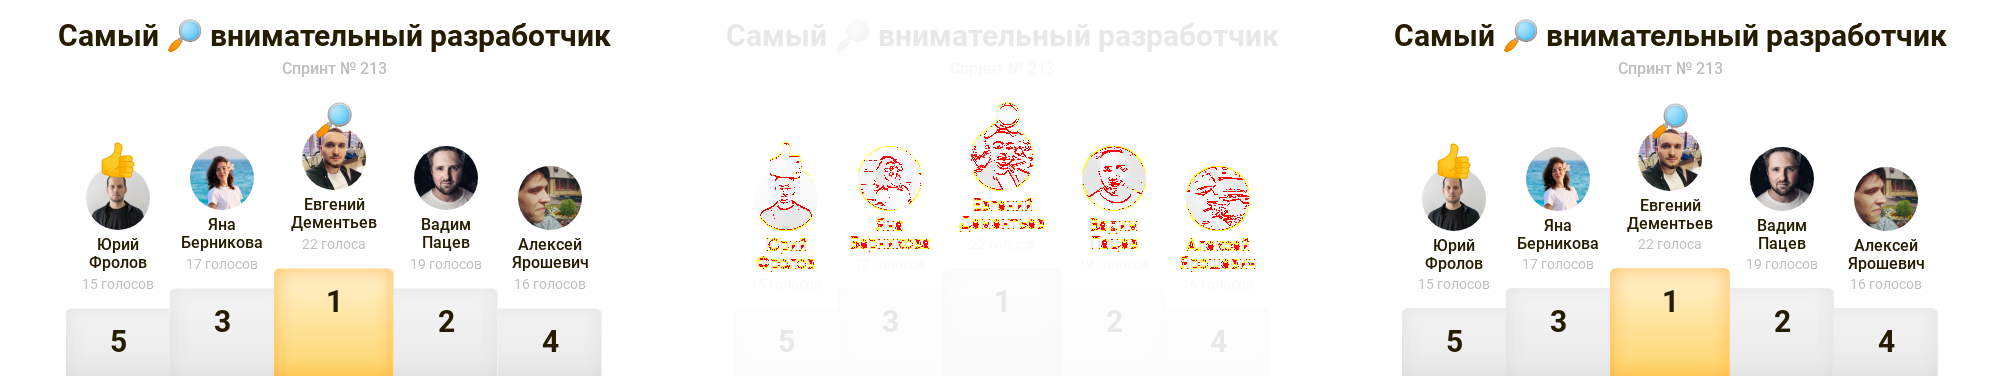 Самый 🔎 внимательный разработчик
Спринт № 213
Юрий
Фролов
15 голосов
Яна
Берникова
17 голосов
Евгений
Дементьев
22 голоса
Вадим
Пацев
19 голосов
Алексей
Ярошевич
16 голосов
5
3
1
2
4
Самый 🔎 внимательный разработчик
Спринт № 213
Юрий
Фролов
15 голосов
Яна
Берникова
17 голосов
Евгений
Дементьев
22 голоса
Вадим
Пацев
19 голосов
Алексей
Ярошевич
16 голосов
5
3
1
2
4
Самый 🔎 внимательный разработчик
Спринт № 213
Юрий
Фролов
15 голосов
Яна
Берникова
17 голосов
Евгений
Дементьев
22 голоса
Вадим
Пацев
19 голосов
Алексей
Ярошевич
16 голосов
5
3
1
2
4